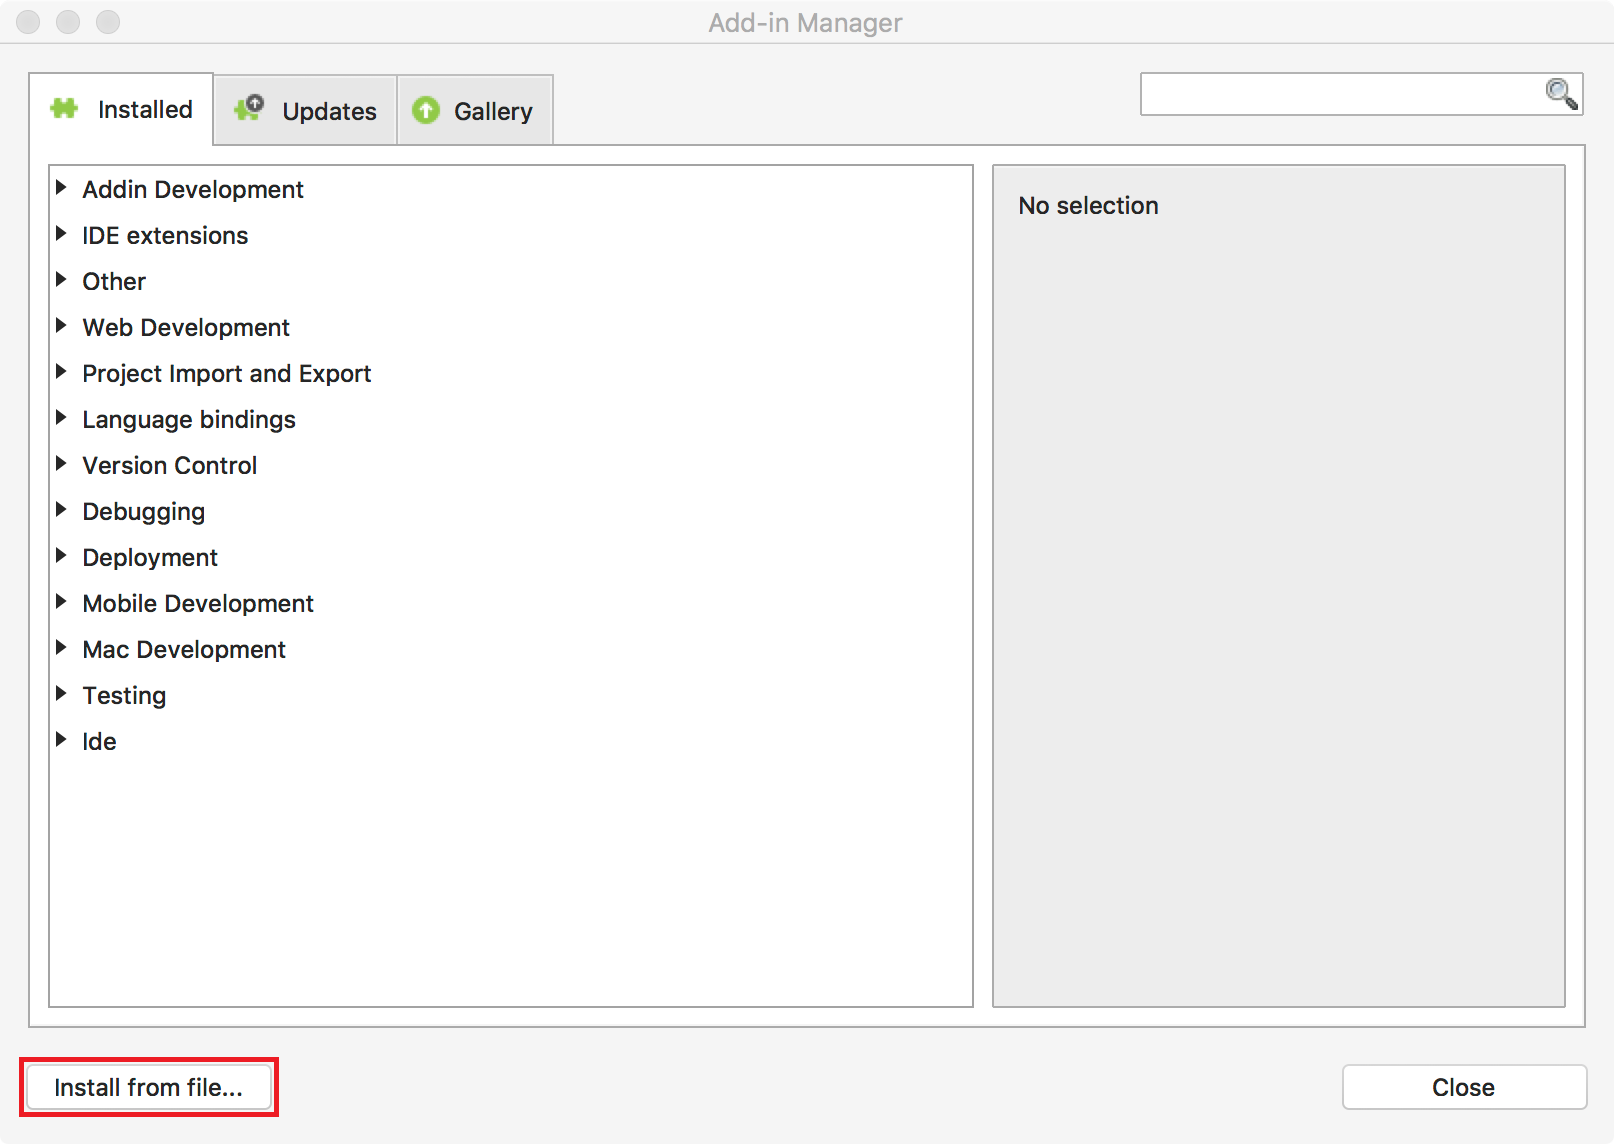 Add-in Manager
Installed
Updates
Gallery
Addin Development
IDE extensions
Other
Web Development
Project Import and Export
Language bindings
Version Control
Debugging
Deployment
Mobile Development
Mac Development
Testing
Ide
No selection
Install from file...
Close